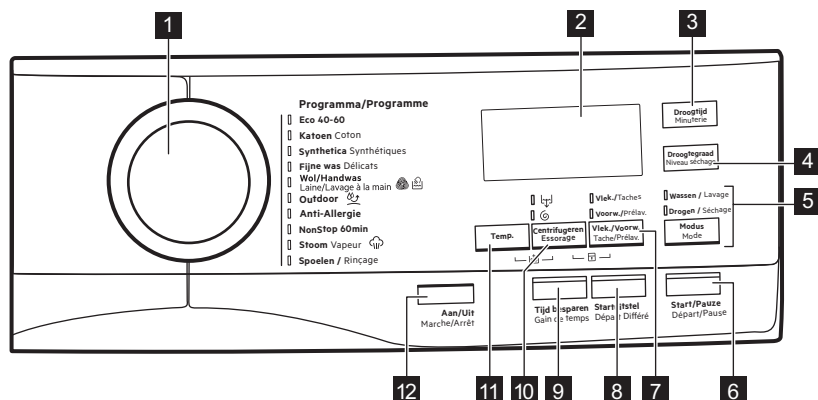 1
2
3
Programma/Programme
Eco 40-60
Katoen Coton
Synthetica Synthétiques
Fijne was Délicats
Wol/Handwas
Laine/Lavage à la main
Outdoor
Anti-Allergie
NonStop 60min
Stoom Vapeur
Spoelen / Rinçage
Droogtijd
Minuterie
Droogtegraad
Niveau séchage
4
Vlek./Taches
Voorw./Prélav.
Wassen / Lavage
Drogen / Séchage
5
Temp.
Centrifugeren
Essorage
Vlek./Voorw.
Tache/Prélav.
Modus
Mode
Aan/Uit
Marche/Arrêt
Tijd besparen
Gain de temps
Startuitstel
Départ Différé
Start/Pauze
Départ/Pause
12
11
10
9
8
7
6